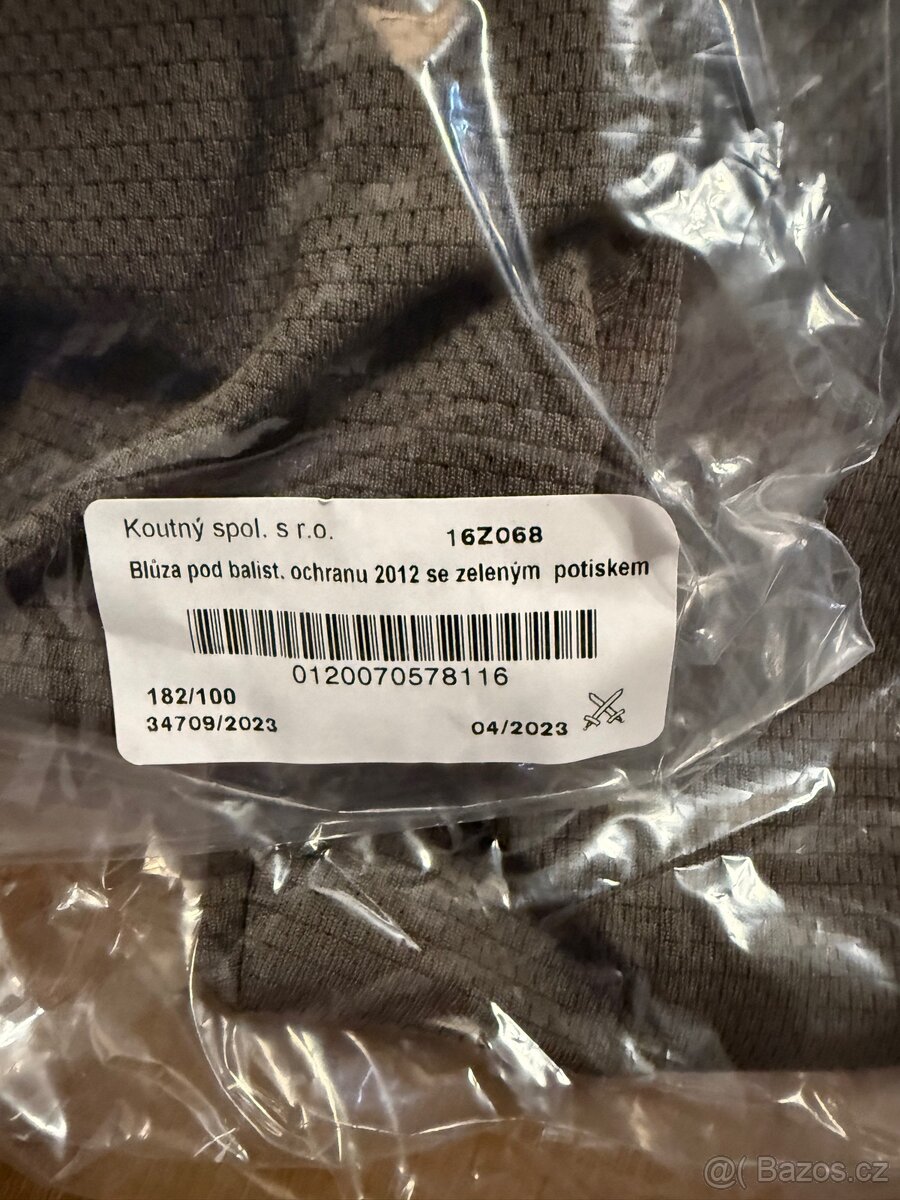 Koutný spol. s r.o. 16Z068
Blůza pod balist. ochranu 2012 se zeleným potiskem
0120070578116
182/100
34709/2023 04/2023
@( Bazos.cz